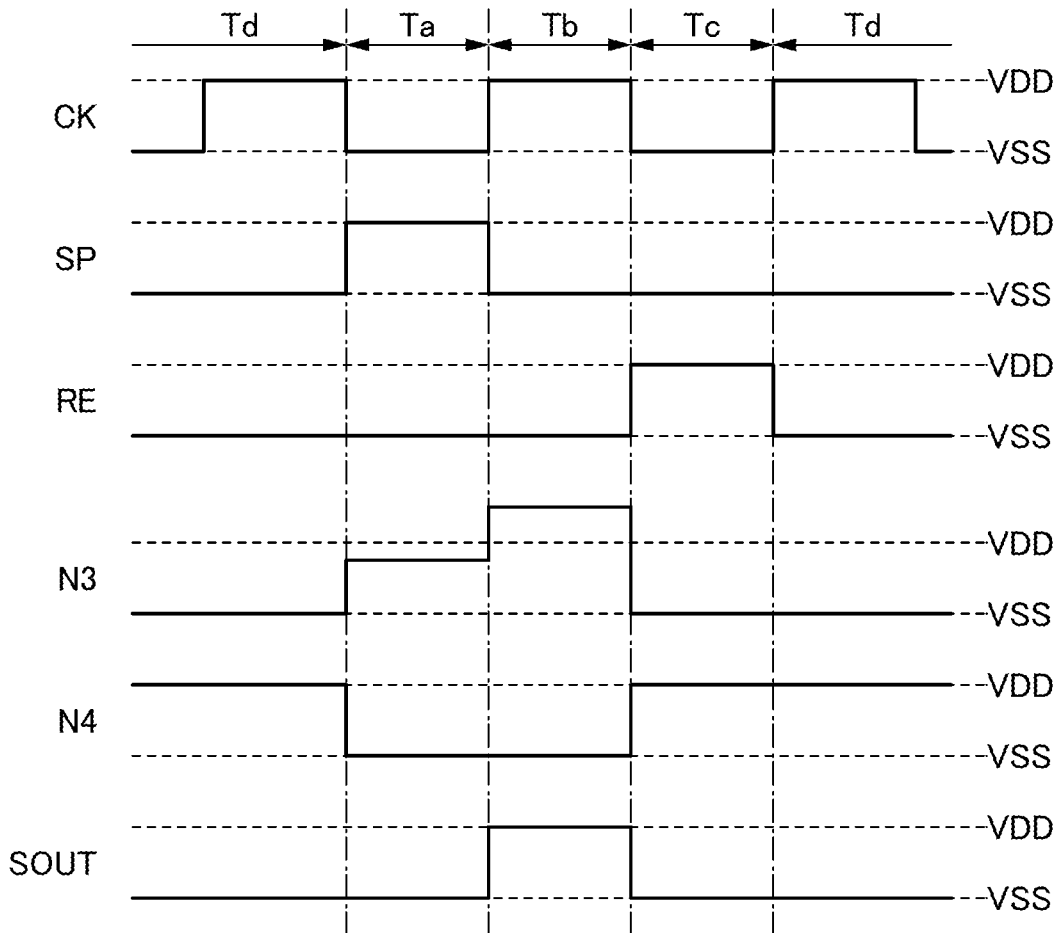 Td Ta Tb Tc Td
CK VDD
VSS
SP VDD
VSS
RE VDD
VSS
N3 VDD
VSS
N4 VDD
VSS
SOUT VDD
VSS